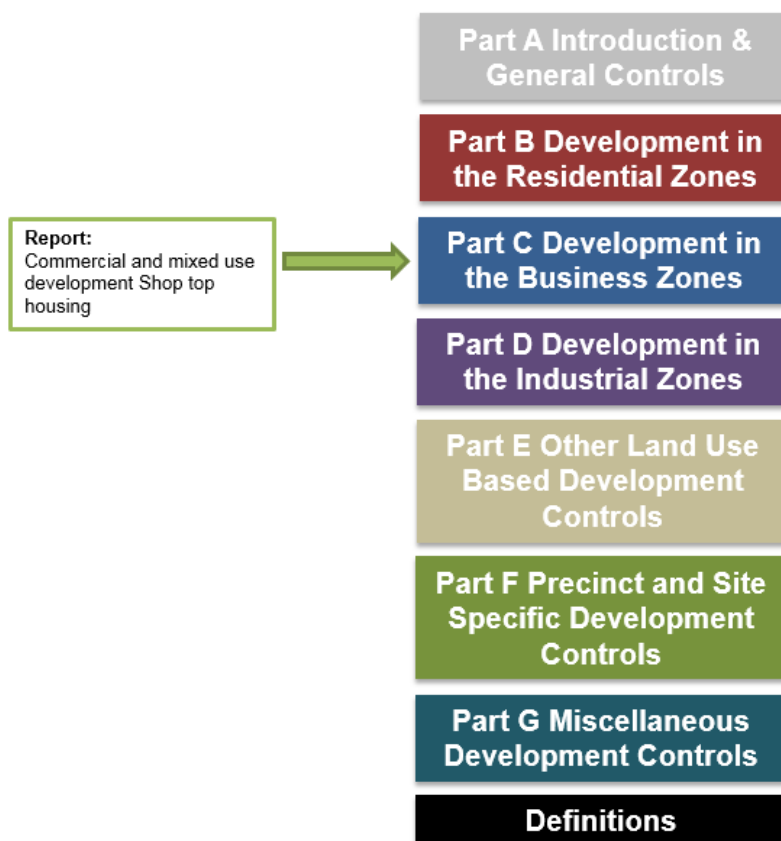 Part A Introduction &
General Controls
Part B Development in
the Residential Zones
Report:
Commercial and mixed use
development Shop top
housing
Part C Development in
the Business Zones
Part D Development in
the Industrial Zones
Part E Other Land Use
Based Development
Controls
Part F Precinct and Site
Specific Development
Controls
Part G Miscellaneous
Development Controls
Definitions